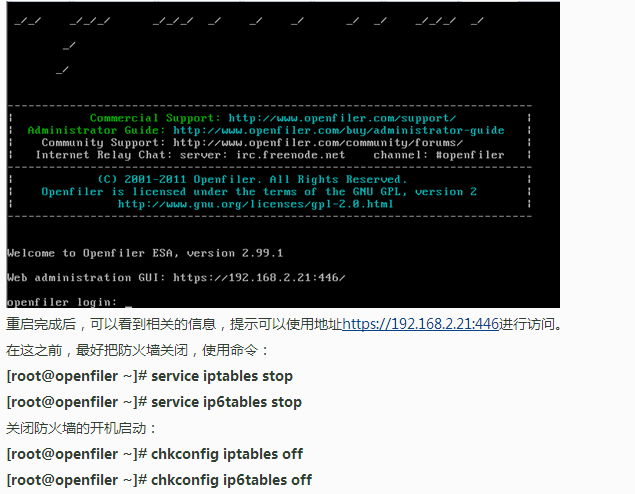 Commercial Support: http://www.openfiler.com/support/
Administrator Guide: http://www.openfiler.com/buy/administrator-guide
Community Support: http://www.openfiler.com/community/forums/
Internet Relay Chat: server: irc.freenode.net channel: #openfiler
(C) 2001-2011 Openfiler. All Rights Reserved.
Openfiler is licensed under the terms of the GNU GPL, version 2
http://www.gnu.org/licenses/gpl-2.0.html
Welcome to Openfiler ESA, version 2.99.1
Web administration GUI: https://192.168.2.21:446/
openfiler login: _
重启完成后，可以看到相关的信息，提示可以使用地址https://192.168.2.21:446进行访问。
在这之前，最好把防火墙关闭，使用命令：
[root@openfiler ~]# service iptables stop
[root@openfiler ~]# service ip6tables stop
关闭防火墙的开机启动：
[root@openfiler ~]# chkconfig iptables off
[root@openfiler ~]# chkconfig ip6tables off